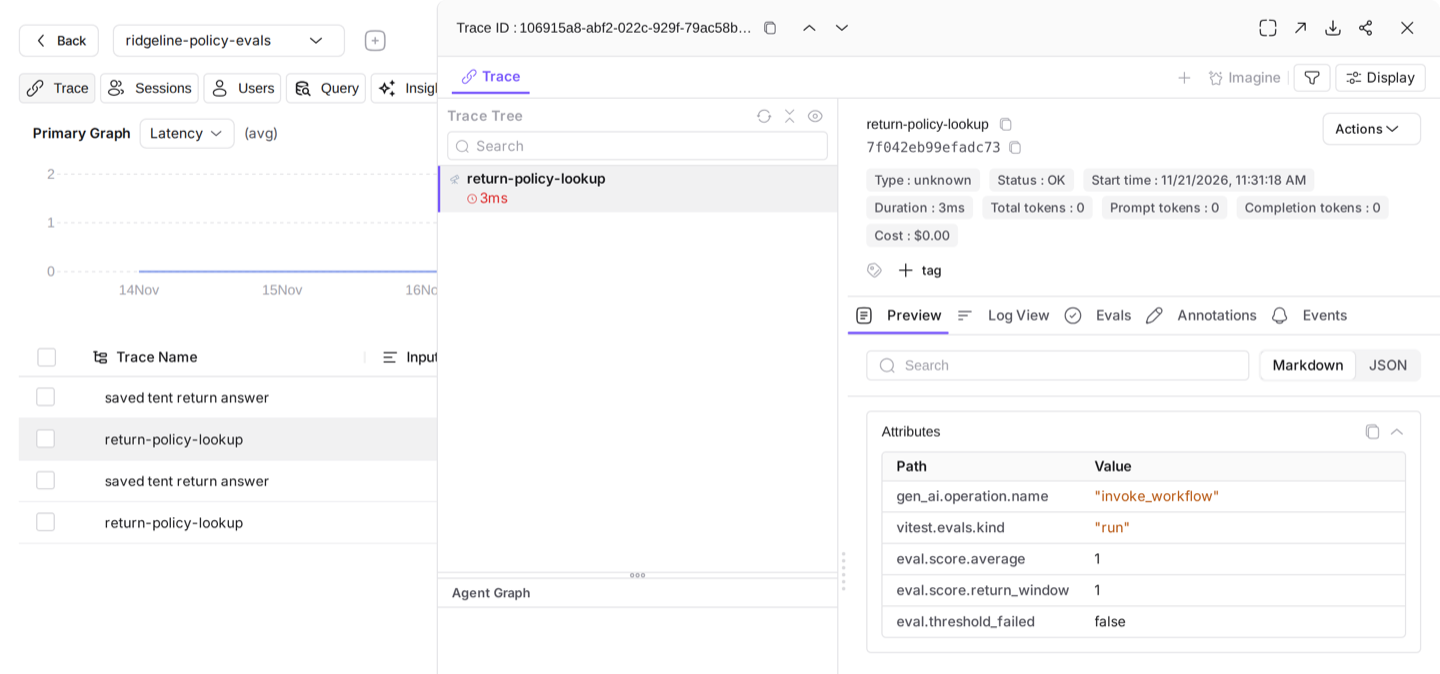 Back
ridgeline-policy-evals
Trace
Sessions
Users
Query
Insigh
Primary Graph
Latency
(avg)
2
1
0
14Nov
15Nov
16No
Trace Name
Input
saved tent return answer
return-policy-lookup
saved tent return answer
return-policy-lookup
Trace ID : 106915a8-abf2-022c-929f-79ac58b...
Trace
Imagine
Display
Trace Tree
Search
return-policy-lookup
3ms
Agent Graph
return-policy-lookup
Actions
7f042eb99efadc73
Type : unknown
Status : OK
Start time : 11/21/2026, 11:31:18 AM
Duration : 3ms
Total tokens : 0
Prompt tokens : 0
Completion tokens : 0
Cost : $0.00
tag
Preview
Log View
Evals
Annotations
Events
Search
Markdown
JSON
Attributes
Path Value
gen_ai.operation.name "invoke_workflow"
vitest.evals.kind "run"
eval.score.average 1
eval.score.return_window 1
eval.threshold_failed false